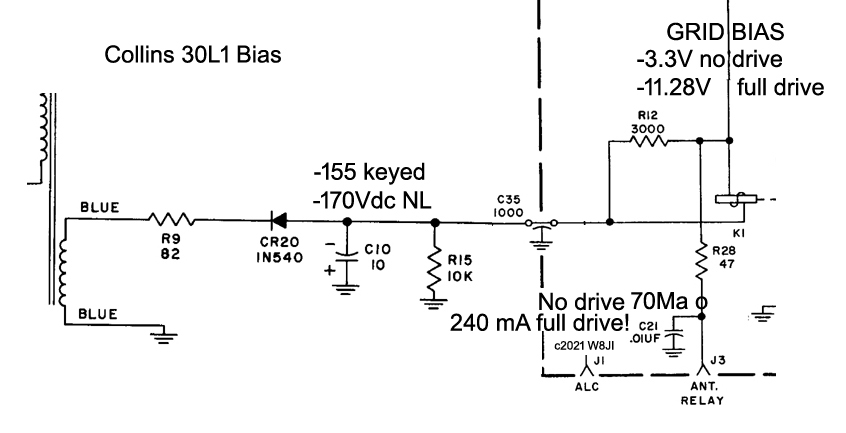 Collins 30L1 Bias
GRID BIAS
-3.3V no drive
-11.28V full drive
R12
3000
-155 keyed
-170Vdc NL
C35
1000
BLUE
R9
82
CR20
1N540
-
+
C10
10
R15
10K
K1
R28
47
BLUE
No drive 70Ma o
240 mA full drive!
C21
.01UF
c2021 W8JI
J1
ALC
J3
ANT.
RELAY